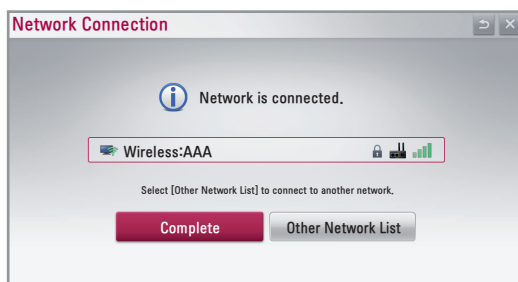 Network Connection
Network is connected.
Wireless:AAA
Select [Other Network List] to connect to another network.
Complete
Other Network List